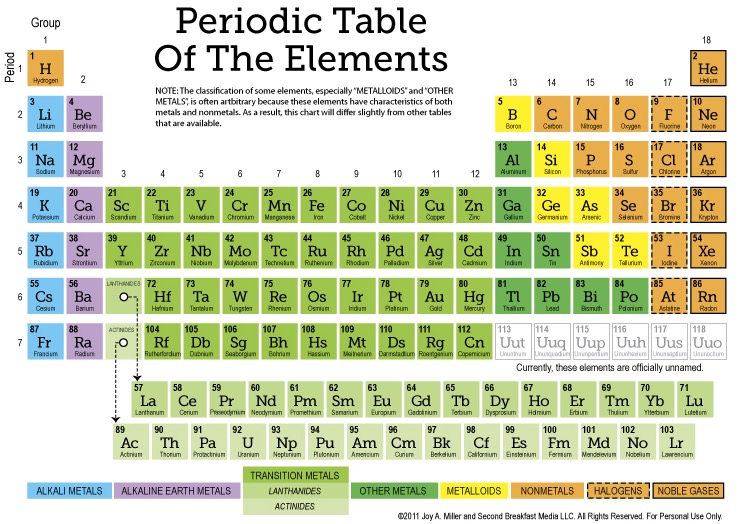 Periodic Table
Of The Elements
NOTE: The classification of some elements, especially "METALLOIDS" and "OTHER
METALS", is often artbitrary because these elements have characteristics of both
metals and nonmetals. As a result, this chart will differ slightly from other tables
that are available.
Group
Period
1 18
1 1 H Hydrogen 2 He Helium
2 13 14 15 16 17
2 3 Li Lithium 4 Be Beryllium 5 B Boron 6 C Carbon 7 N Nitrogen 8 O Oxygen 9 F Fluorine 10 Ne Neon
3 11 Na Sodium 12 Mg Magnesium 13 Al Aluminum 14 Si Silicon 15 P Phosphorus 16 S Sulfur 17 Cl Chlorine 18 Ar Argon
3 4 5 6 7 8 9 10 11 12
4 19 K Potassium 20 Ca Calcium 21 Sc Scandium 22 Ti Titanium 23 V Vanadium 24 Cr Chromium 25 Mn Manganese 26 Fe Iron 27 Co Cobalt 28 Ni Nickel 29 Cu Copper 30 Zn Zinc 31 Ga Gallium 32 Ge Germanium 33 As Arsenic 34 Se Selenium 35 Br Bromine 36 Kr Krypton
5 37 Rb Rubidium 38 Sr Strontium 39 Y Yttrium 40 Zr Zirconium 41 Nb Niobium 42 Mo Molybdenum 43 Tc Technetium 44 Ru Ruthenium 45 Rh Rhodium 46 Pd Palladium 47 Ag Silver 48 Cd Cadmium 49 In Indium 50 Sn Tin 51 Sb Antimony 52 Te Tellurium 53 I Iodine 54 Xe Xenon
6 55 Cs Cesium 56 Ba Barium LANTHANIDES 72 Hf Hafnium 73 Ta Tantalum 74 W Tungsten 75 Re Rhenium 76 Os Osmium 77 Ir Iridium 78 Pt Platinum 79 Au Gold 80 Hg Mercury 81 Tl Thallium 82 Pb Lead 83 Bi Bismuth 84 Po Polonium 85 At Astatine 86 Rn Radon
7 87 Fr Francium 88 Ra Radium ACTINIDES 104 Rf Rutherfordium 105 Db Dubnium 106 Sg Seaborgium 107 Bh Bohrium 108 Hs Hassium 109 Mt Meitnerium 110 Ds Darmstadtium 111 Rg Roentgenium 112 Cn Copernicium 113 Uut Ununtrium 114 Uuq Ununquadium 115 Uup Ununpentium 116 Uuh Ununhexium 117 Uus Ununseptium 118 Uuo Ununoctium
Currently, these elements are officially unnamed.
57 La Lanthanum 58 Ce Cerium 59 Pr Praseodymium 60 Nd Neodymium 61 Pm Promethium 62 Sm Samarium 63 Eu Europium 64 Gd Gadolinium 65 Tb Terbium 66 Dy Dysprosium 67 Ho Holmium 68 Er Erbium 69 Tm Thulium 70 Yb Ytterbium 71 Lu Lutetium
89 Ac Actinium 90 Th Thorium 91 Pa Protactinium 92 U Uranium 93 Np Neptunium 94 Pu Plutonium 95 Am Americium 96 Cm Curium 97 Bk Berkelium 98 Cf Californium 99 Es Einsteinium 100 Fm Fermium 101 Md Mendelevium 102 No Nobelium 103 Lr Lawrencium
ALKALI METALS
ALKALINE EARTH METALS
TRANSITION METALS
LANTHANIDES
ACTINIDES
OTHER METALS
METALLOIDS
NONMETALS
HALOGENS
NOBLE GASES
©2011 Joy A. Miller and Second Breakfast Media LLC. All Rights Reserved. For Personal Use Only.